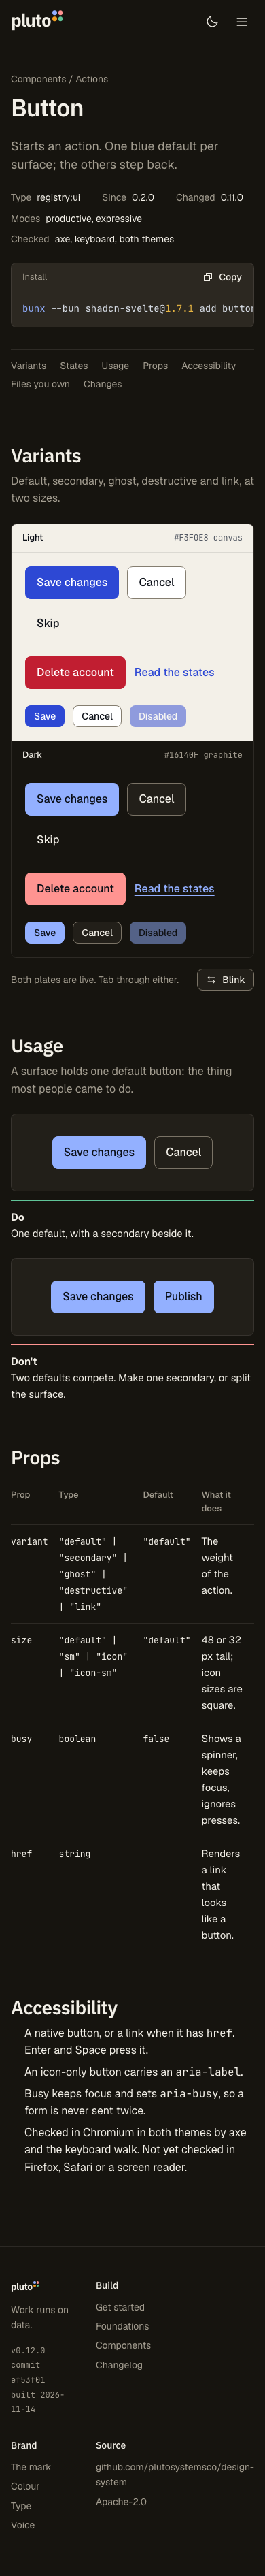 pluto
Components / Actions
Button
Starts an action. One blue default per
surface; the others step back.
Type registry:ui Since 0.2.0 Changed 0.11.0
Modes productive, expressive
Checked axe, keyboard, both themes
Install Copy
bunx --bun shadcn-svelte@1.7.1 add button
Variants States Usage Props Accessibility
Files you own Changes
Variants
Default, secondary, ghost, destructive and link, at
two sizes.
Light #F3F0E8 canvas
Save changes Cancel
Skip
Delete account Read the states
Save Cancel Disabled
Dark #16140F graphite
Save changes Cancel
Skip
Delete account Read the states
Save Cancel Disabled
Both plates are live. Tab through either. Blink
Usage
A surface holds one default button: the thing
most people came to do.
Save changes Cancel
Do
One default, with a secondary beside it.
Save changes Publish
Don't
Two defaults compete. Make one secondary, or split
the surface.
Props
Prop Type Default What it
does
variant "default" | "default" The
"secondary" | weight
"ghost" | of the
"destructive" action.
| "link"
size "default" | "default" 48 or 32
"sm" | "icon" px tall;
| "icon-sm" icon
sizes are
square.
busy boolean false Shows a
spinner,
keeps
focus,
ignores
presses.
href string Renders
a link
that
looks
like a
button.
Accessibility
A native button, or a link when it has href.
Enter and Space press it.
An icon-only button carries an aria-label.
Busy keeps focus and sets aria-busy, so a
form is never sent twice.
Checked in Chromium in both themes by axe
and the keyboard walk. Not yet checked in
Firefox, Safari or a screen reader.
pluto
Work runs on
data.
v0.12.0
commit
ef53f01
built 2026-
11-14
Build
Get started
Foundations
Components
Changelog
Brand
The mark
Colour
Type
Voice
Source
github.com/plutosystemsco/design-
system
Apache-2.0